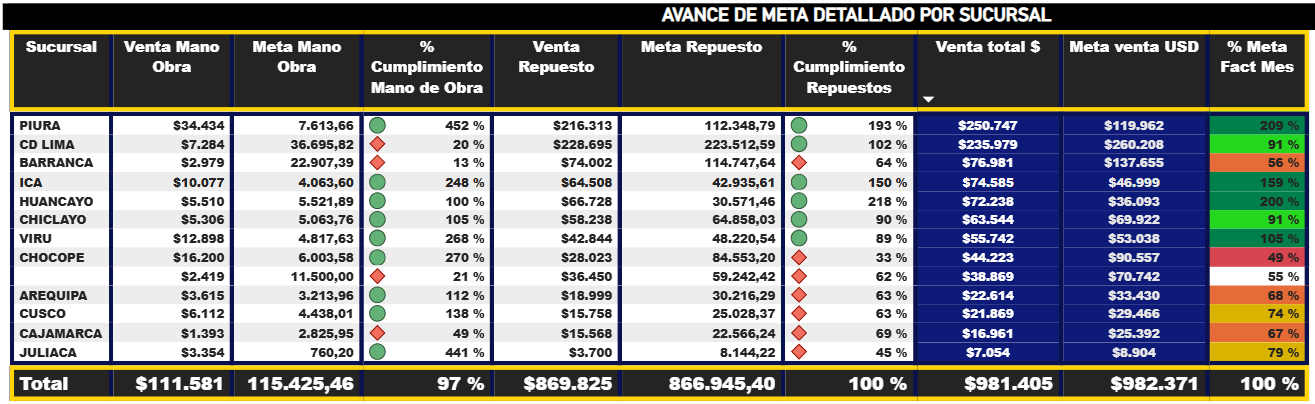 AVANCE DE META DETALLADO POR SUCURSAL
Sucursal Venta Mano Obra Meta Mano Obra % Cumplimiento Mano de Obra Venta Repuesto Meta Repuesto % Cumplimiento Repuestos Venta total $ Meta venta USD % Meta Fact Mes
PIURA $34.434 7.613,66 452 % $216.313 112.348,79 193 % $250.747 $119.962 209 %
CD LIMA $7.284 36.695,82 20 % $228.695 223.512,59 102 % $235.979 $260.208 91 %
BARRANCA $2.979 22.907,39 13 % $74.002 114.747,64 64 % $76.981 $137.655 56 %
ICA $10.077 4.063,60 248 % $64.508 42.935,61 150 % $74.585 $46.999 159 %
HUANCAYO $5.510 5.521,89 100 % $66.728 30.571,46 218 % $72.238 $36.093 200 %
CHICLAYO $5.306 5.063,76 105 % $58.238 64.858,03 90 % $63.544 $69.922 91 %
VIRU $12.898 4.817,63 268 % $42.844 48.220,54 89 % $55.742 $53.038 105 %
CHOCOPE $16.200 6.003,58 270 % $28.023 84.553,20 33 % $44.223 $90.557 49 %
$2.419 11.500,00 21 % $36.450 59.242,42 62 % $38.869 $70.742 55 %
AREQUIPA $3.615 3.213,96 112 % $18.999 30.216,29 63 % $22.614 $33.430 68 %
CUSCO $6.112 4.438,01 138 % $15.758 25.028,37 63 % $21.869 $29.466 74 %
CAJAMARCA $1.393 2.825,95 49 % $15.568 22.566,24 69 % $16.961 $25.392 67 %
JULIACA $3.354 760,20 441 % $3.700 8.144,22 45 % $7.054 $8.904 79 %
Total $111.581 115.425,46 97 % $869.825 866.945,40 100 % $981.405 $982.371 100 %